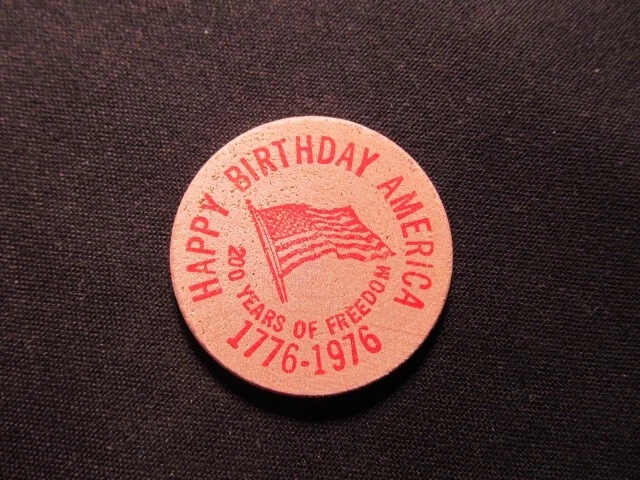 HAPPY BIRTHDAY AMERICA
200 YEARS OF FREEDOM
1776-1976